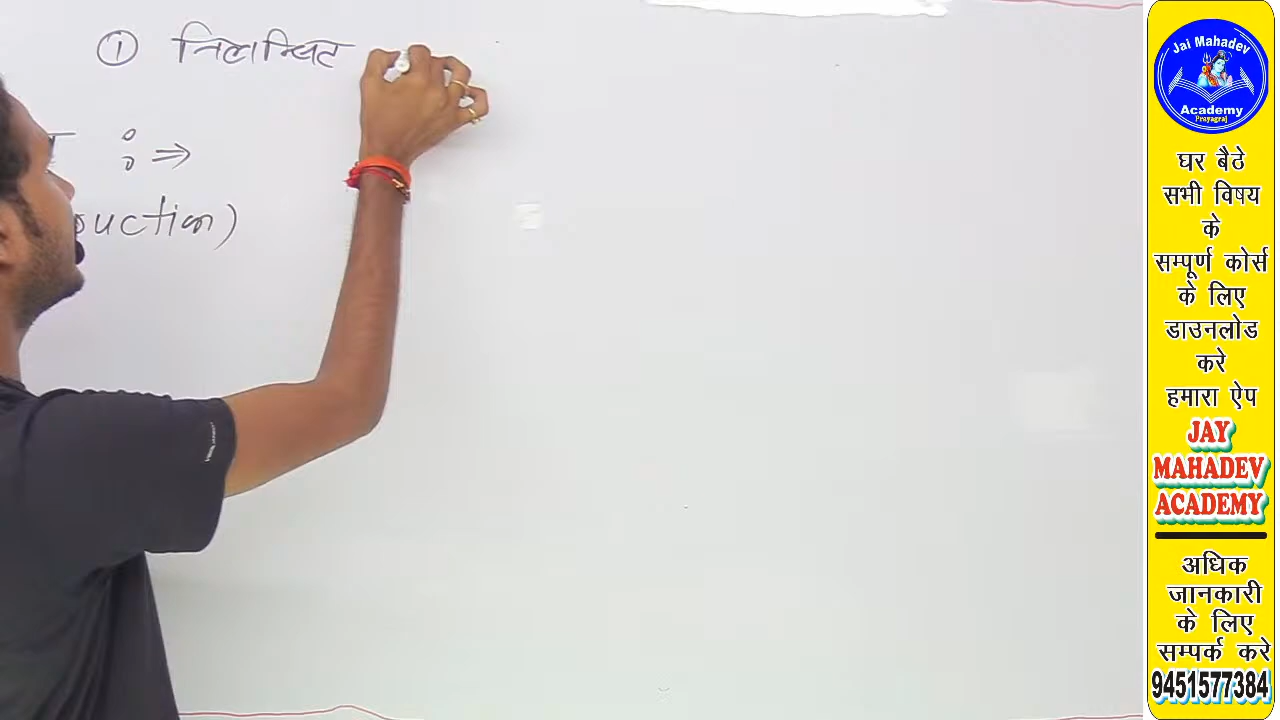 ① निलम्बित
:⇒
uction)
Jai Mahadev
Academy
Prayagraj
घर बैठे
सभी विषय
के
सम्पूर्ण कोर्स
के लिए
डाउनलोड
करे
हमारा ऐप
JAY
MAHADEV
ACADEMY
अधिक
जानकारी
के लिए
सम्पर्क करे
9451577384